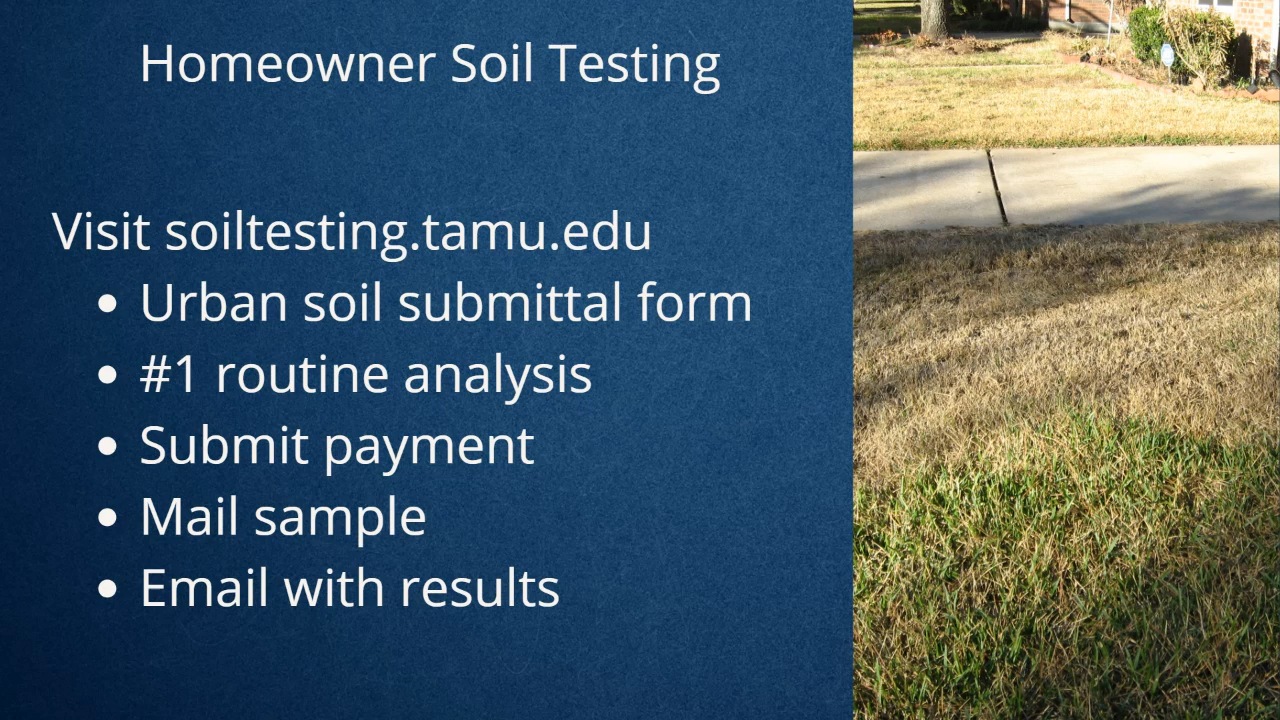 Homeowner Soil Testing
Visit soiltesting.tamu.edu
• Urban soil submittal form
• #1 routine analysis
• Submit payment
• Mail sample
• Email with results